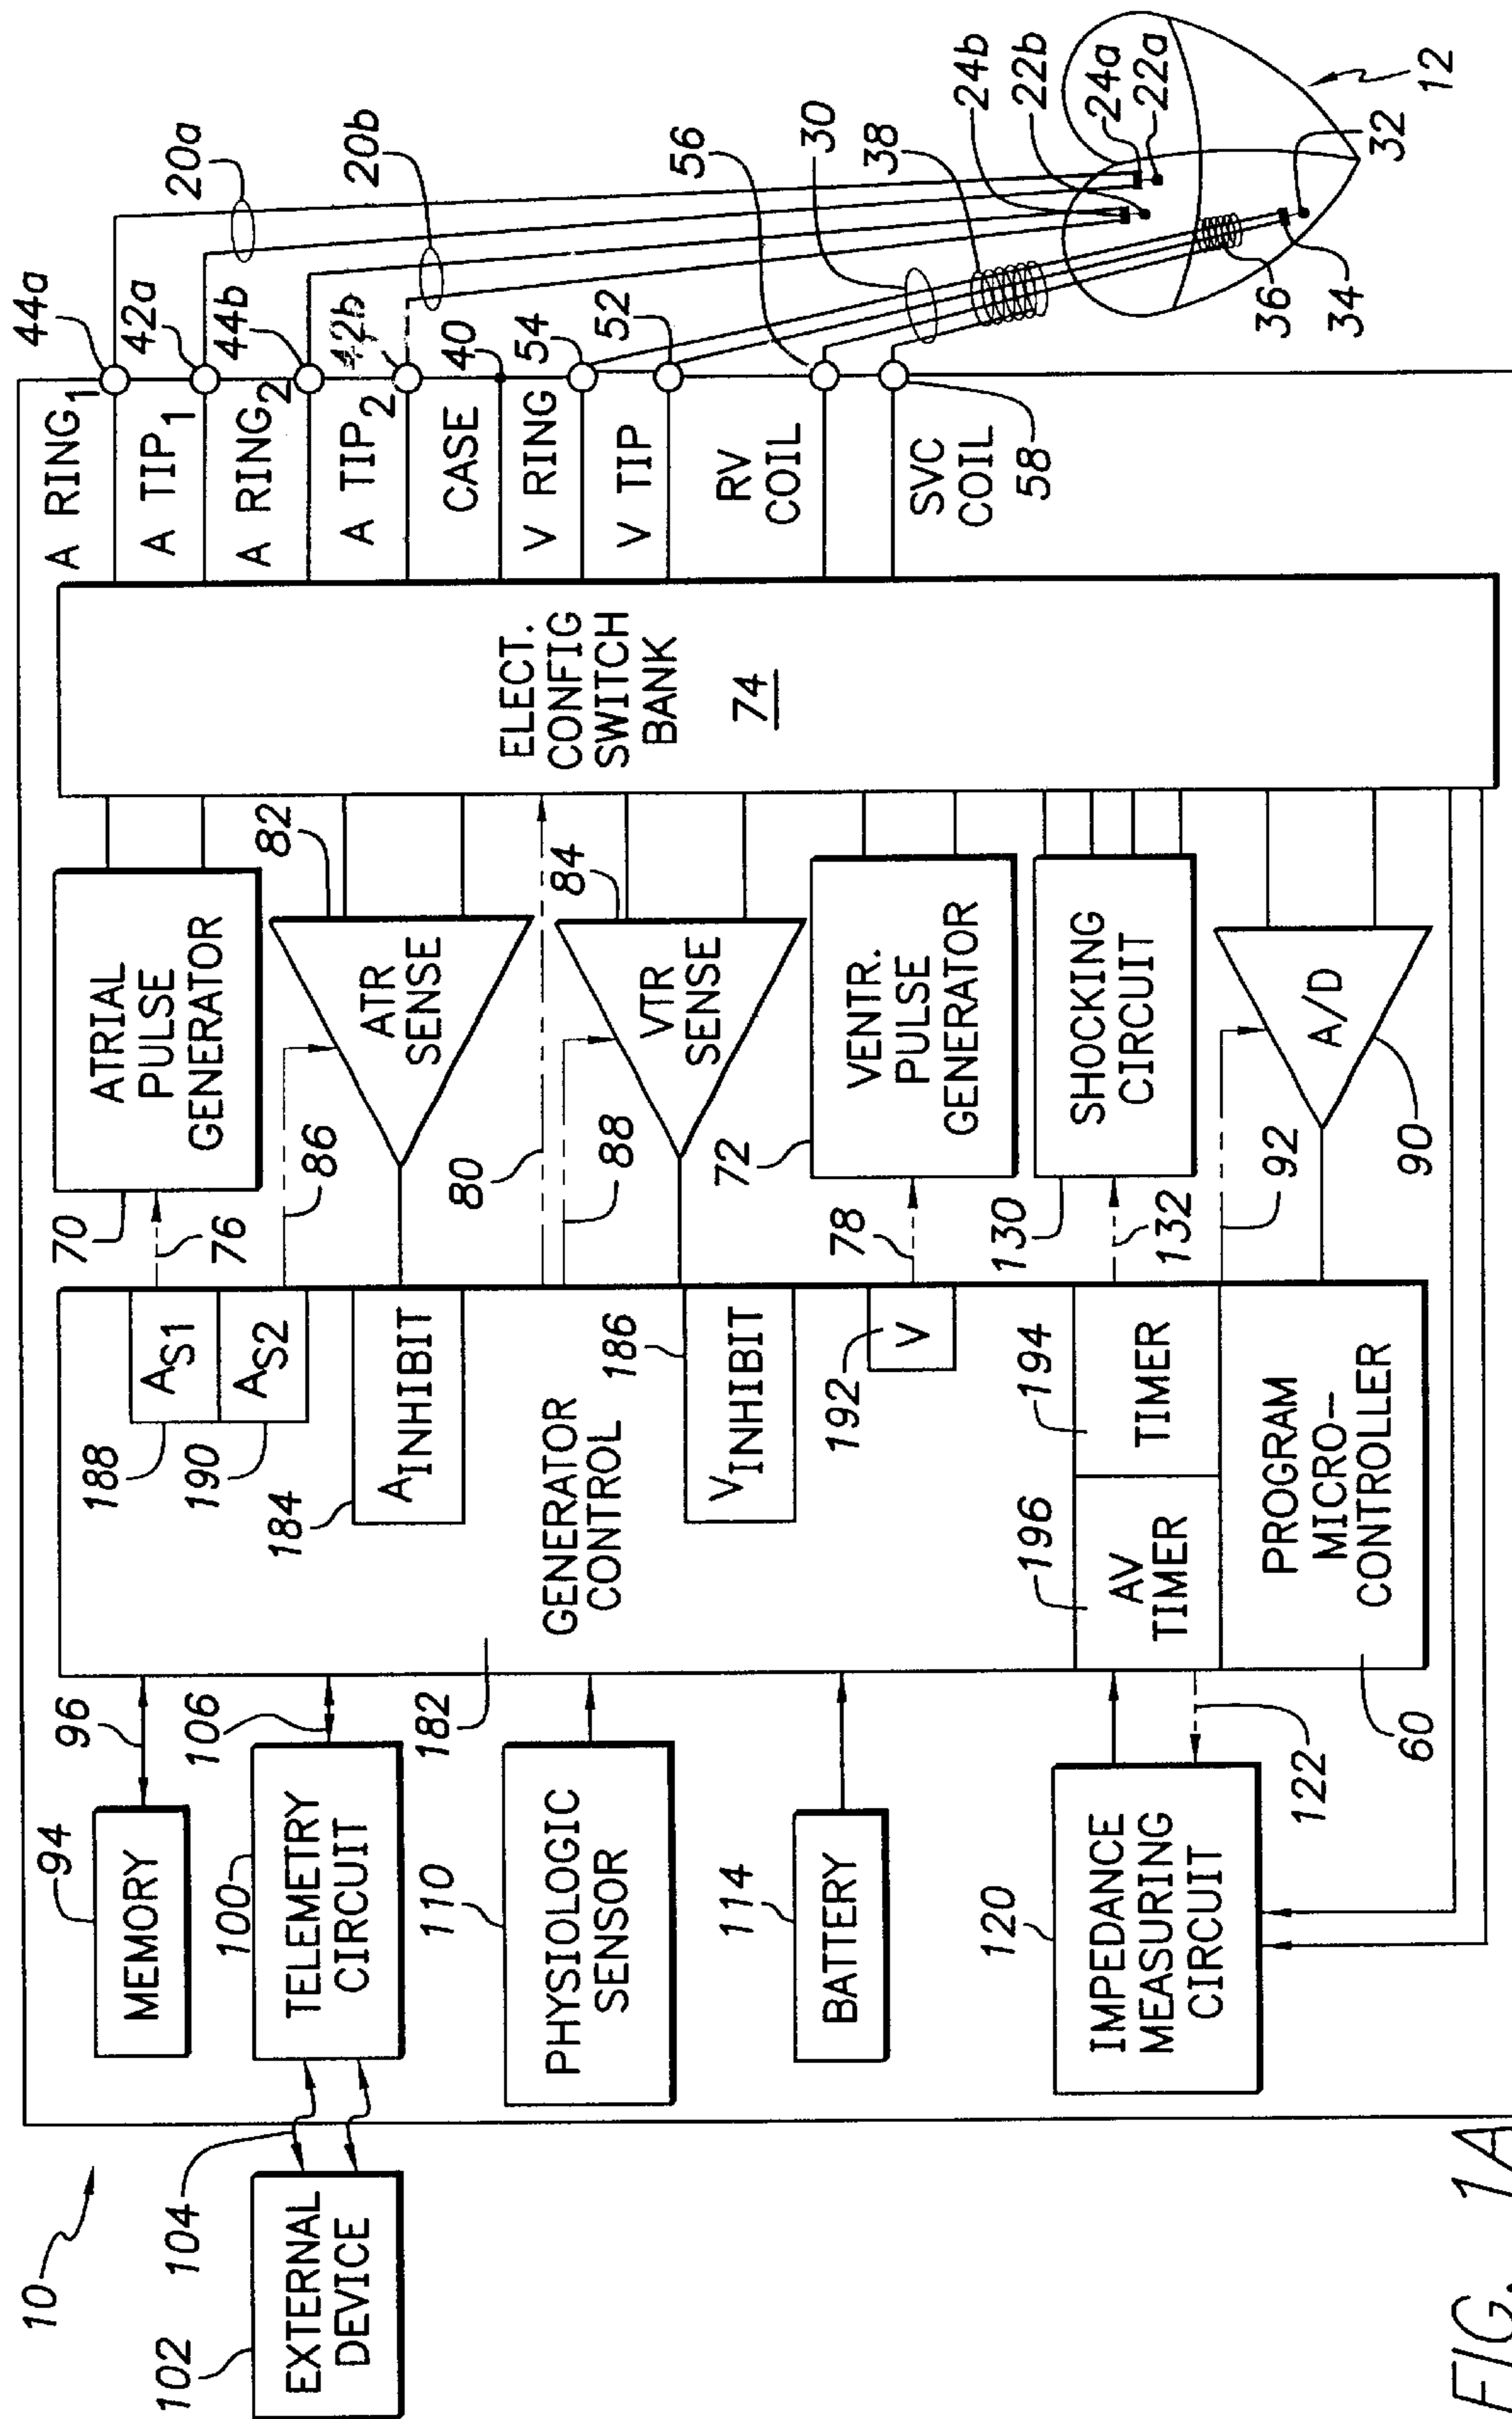 10
102
EXTERNAL
DEVICE
104
94
MEMORY
96
100
TELEMETRY
CIRCUIT
106
110
PHYSIOLOGIC
SENSOR
114
BATTERY
120
IMPEDANCE
MEASURING
CIRCUIT
122
182
GENERATOR
CONTROL
188
AS1
190
AS2
184
AINHIBIT
186
VINHIBIT
192
V
196
AV
TIMER
194
TIMER
PROGRAM
MICRO-
CONTROLLER
60
70
76
ATRIAL
PULSE
GENERATOR
86
ATR
SENSE
82
80
88
VTR
SENSE
84
72
78
VENTR.
PULSE
GENERATOR
130
132
SHOCKING
CIRCUIT
92
A/D
90
ELECT.
CONFIG
SWITCH
BANK
74
A RING1
44a
A TIP1
42a
A RING2
44b
A TIP2
42b
CASE
40
V RING
54
V TIP
52
RV
COIL
56
SVC
COIL
58
20a
20b
30
38
24b
22b
24a
22a
12
32
36
34
FIG. 1A